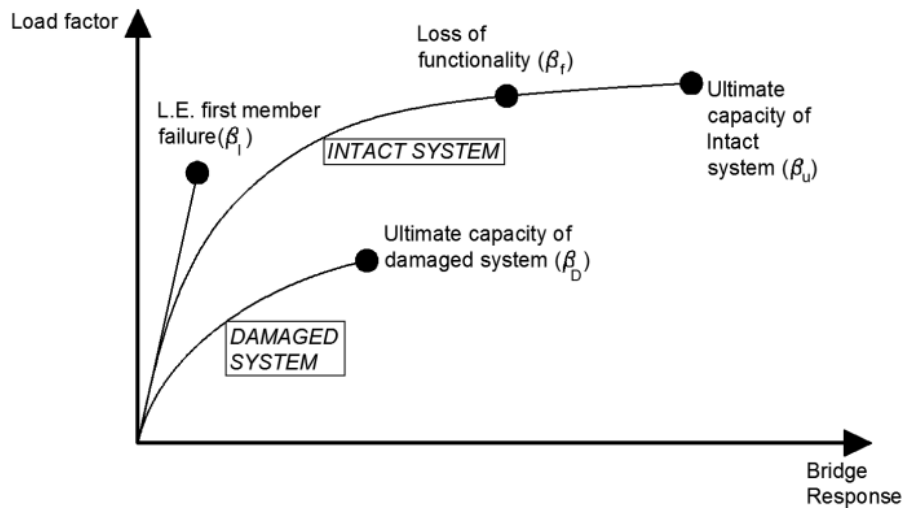 Load factor
Loss of
functionality (βf)
L.E. first member
failure(βI)
Ultimate
capacity of
Intact
system (βu)
INTACT SYSTEM
Ultimate capacity of
damaged system (βD)
DAMAGED
SYSTEM
Bridge
Response